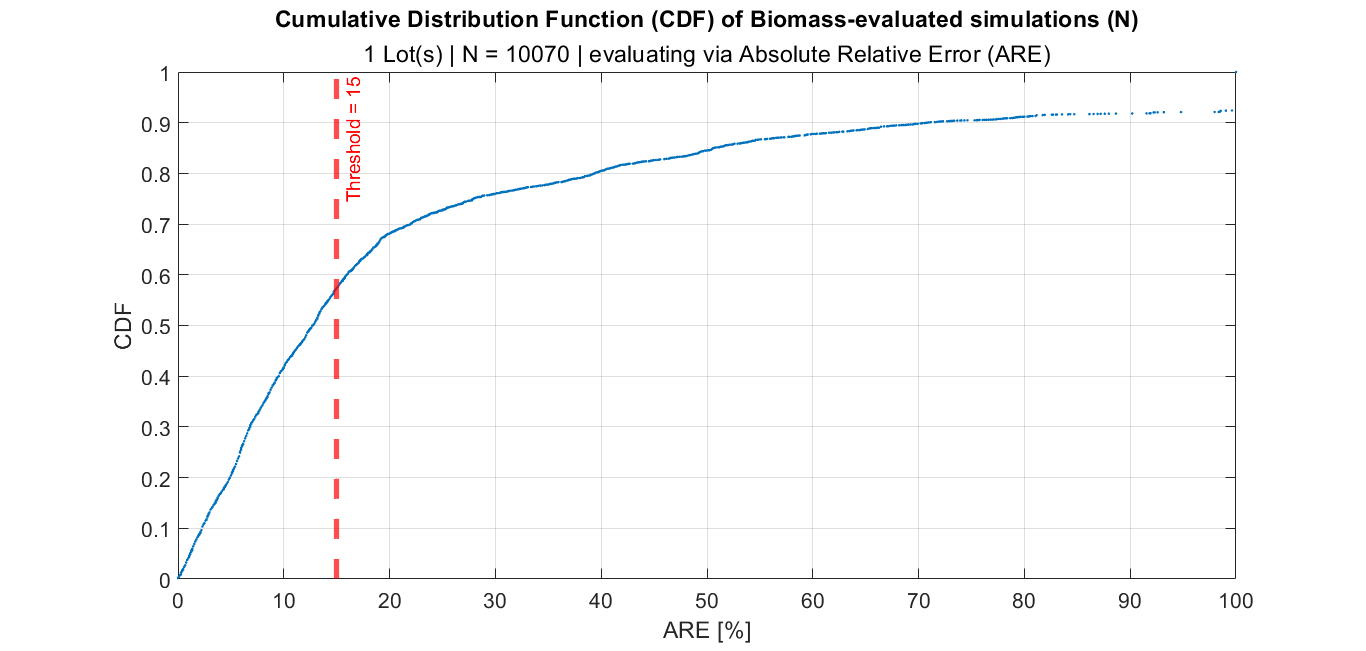 Cumulative Distribution Function (CDF) of Biomass-evaluated simulations (N)
1 Lot(s) | N = 10070 | evaluating via Absolute Relative Error (ARE)
1
0.9
0.8
0.7
0.6
0.5
0.4
0.3
0.2
0.1
0
CDF
Threshold = 15
0 10 20 30 40 50 60 70 80 90 100
ARE [%]